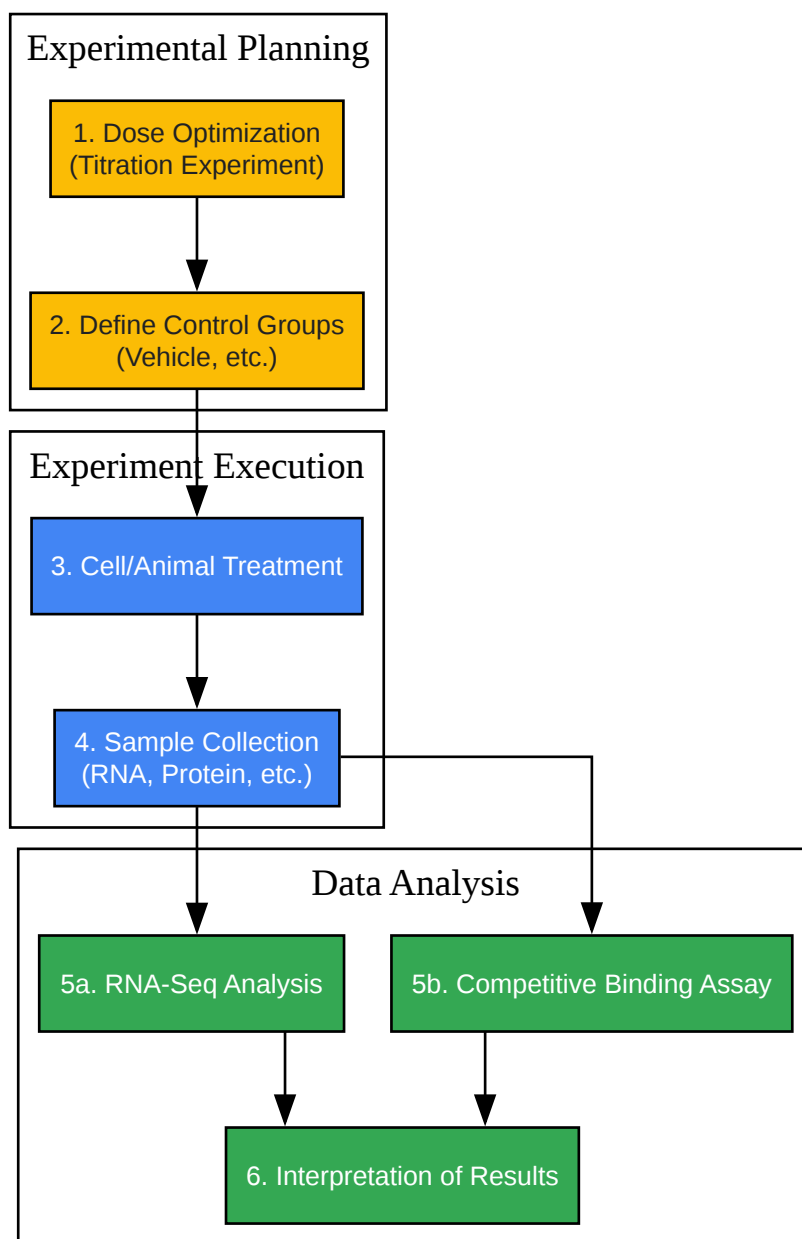 Experimental Planning
1. Dose Optimization
(Titration Experiment)
2. Define Control Groups
(Vehicle, etc.)
Experiment Execution
3. Cell/Animal Treatment
4. Sample Collection
(RNA, Protein, etc.)
Data Analysis
5a. RNA-Seq Analysis
5b. Competitive Binding Assay
6. Interpretation of Results